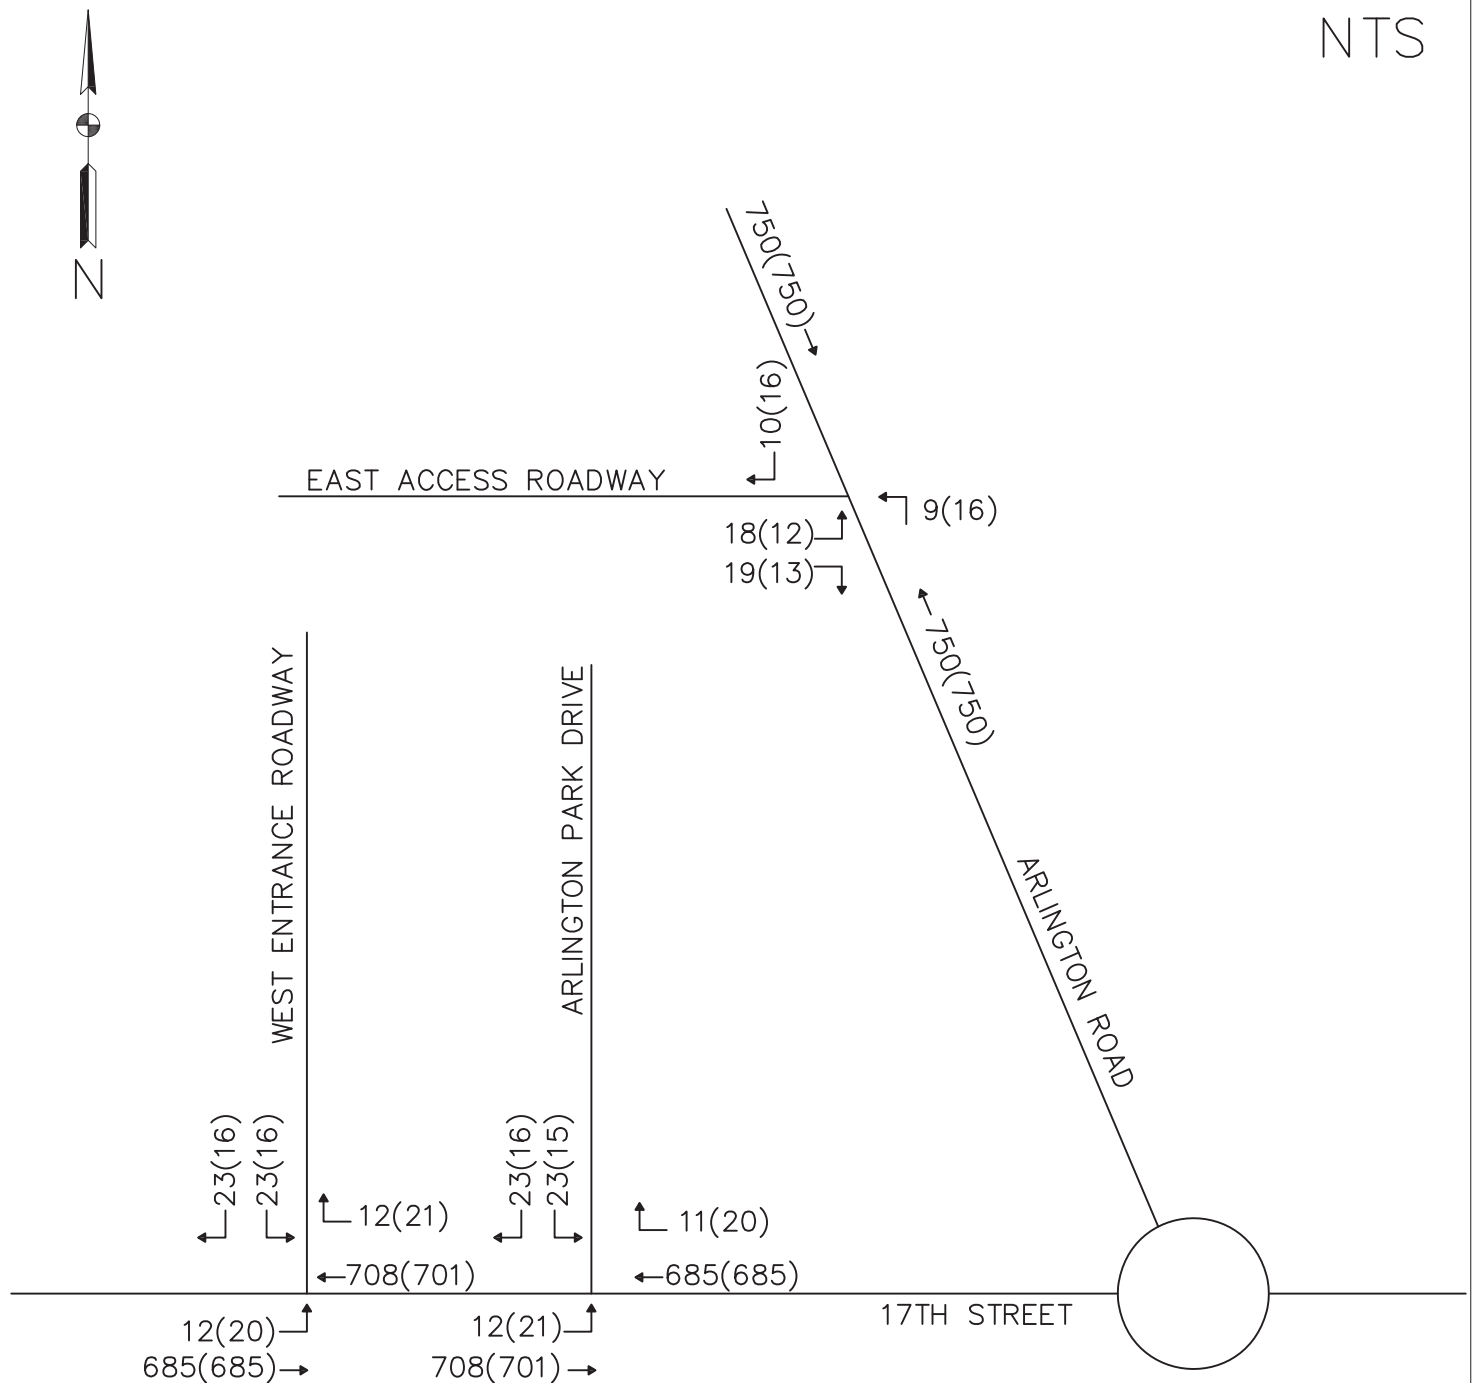 NTS
N
750(750)
10(16)
EAST ACCESS ROADWAY
9(16)
18(12)
19(13)
750(750)
WEST ENTRANCE ROADWAY
ARLINGTON PARK DRIVE
ARLINGTON ROAD
23(16)
23(16)
23(16)
23(15)
12(21)
11(20)
708(701)
685(685)
17TH STREET
12(20)
12(21)
685(685)
708(701)